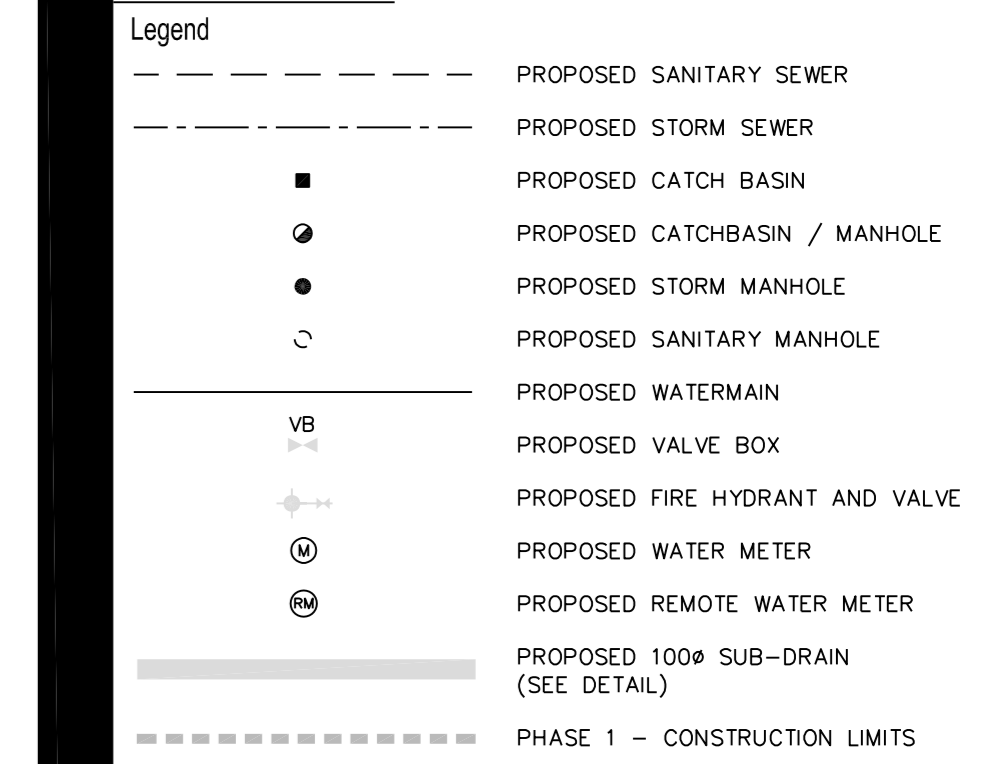 Legend
PROPOSED SANITARY SEWER
PROPOSED STORM SEWER
PROPOSED CATCH BASIN
PROPOSED CATCHBASIN / MANHOLE
PROPOSED STORM MANHOLE
PROPOSED SANITARY MANHOLE
PROPOSED WATERMAIN
VB
PROPOSED VALVE BOX
PROPOSED FIRE HYDRANT AND VALVE
M PROPOSED WATER METER
RM PROPOSED REMOTE WATER METER
PROPOSED 100ø SUB-DRAIN
(SEE DETAIL)
PHASE 1 - CONSTRUCTION LIMITS